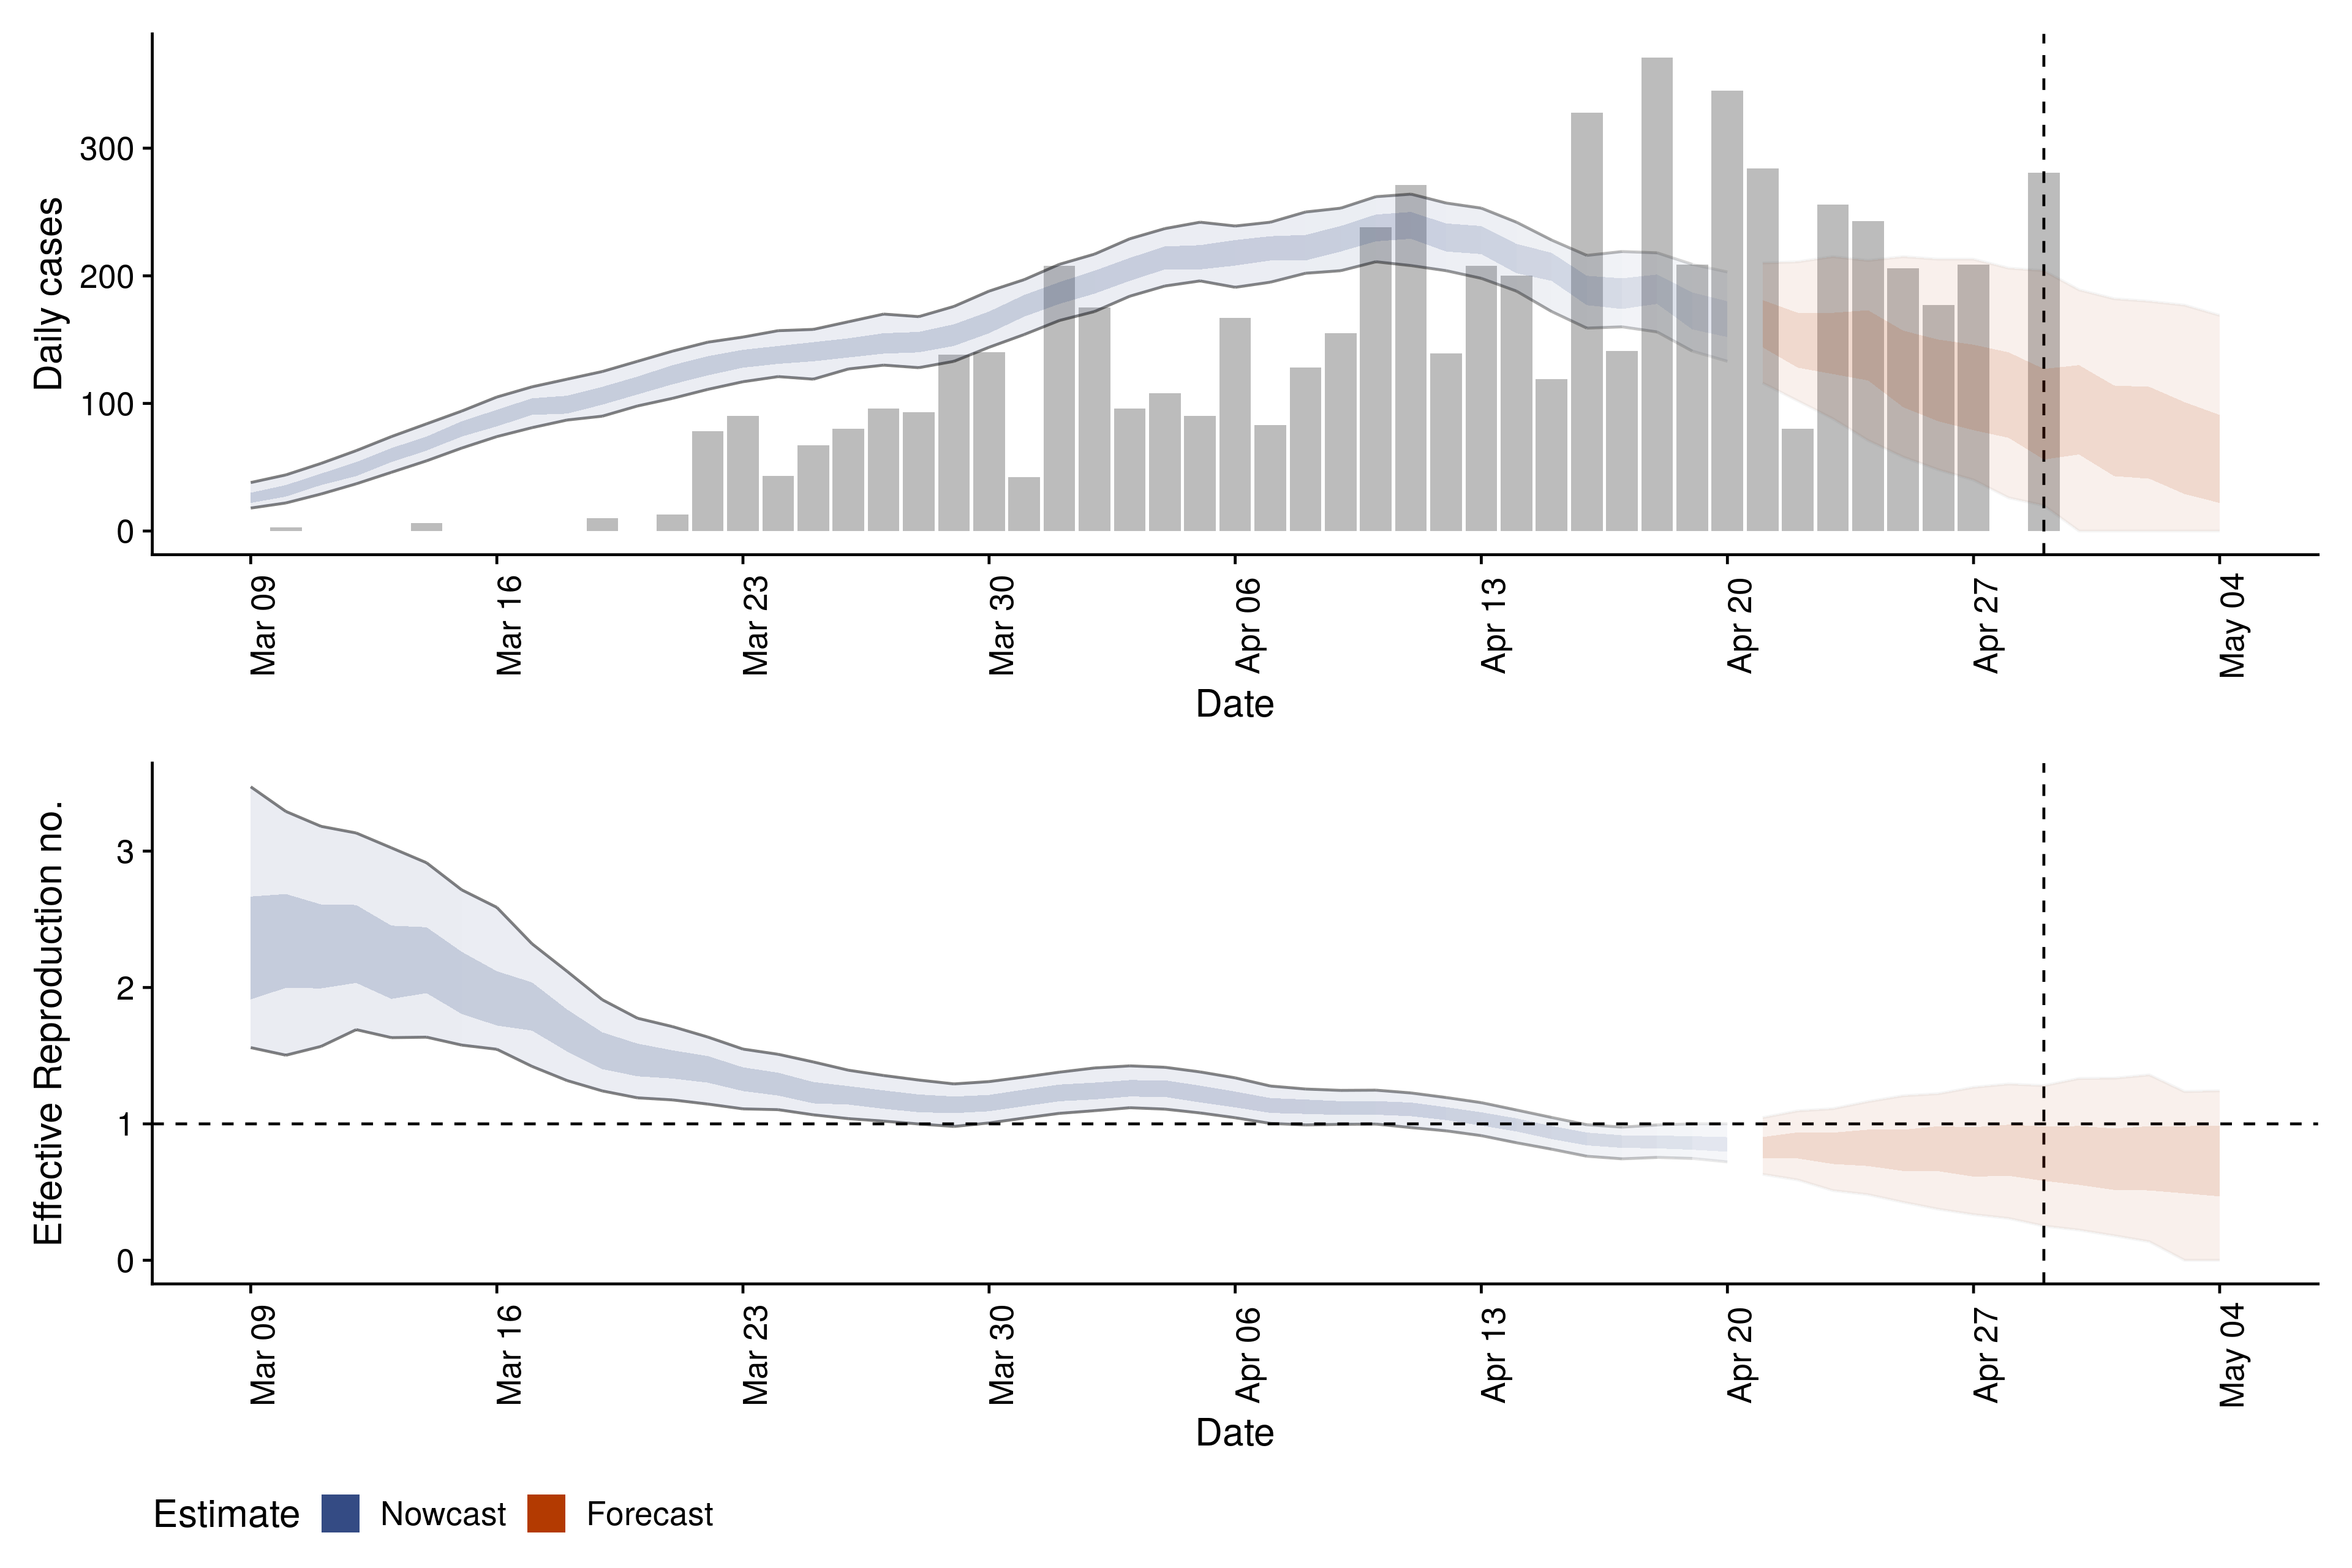 Daily cases
300
200
100
0
Mar 09
Mar 16
Mar 23
Mar 30
Apr 06
Apr 13
Apr 20
Apr 27
May 04
Date
Effective Reproduction no.
3
2
1
0
Mar 09
Mar 16
Mar 23
Mar 30
Apr 06
Apr 13
Apr 20
Apr 27
May 04
Date
Estimate Nowcast Forecast